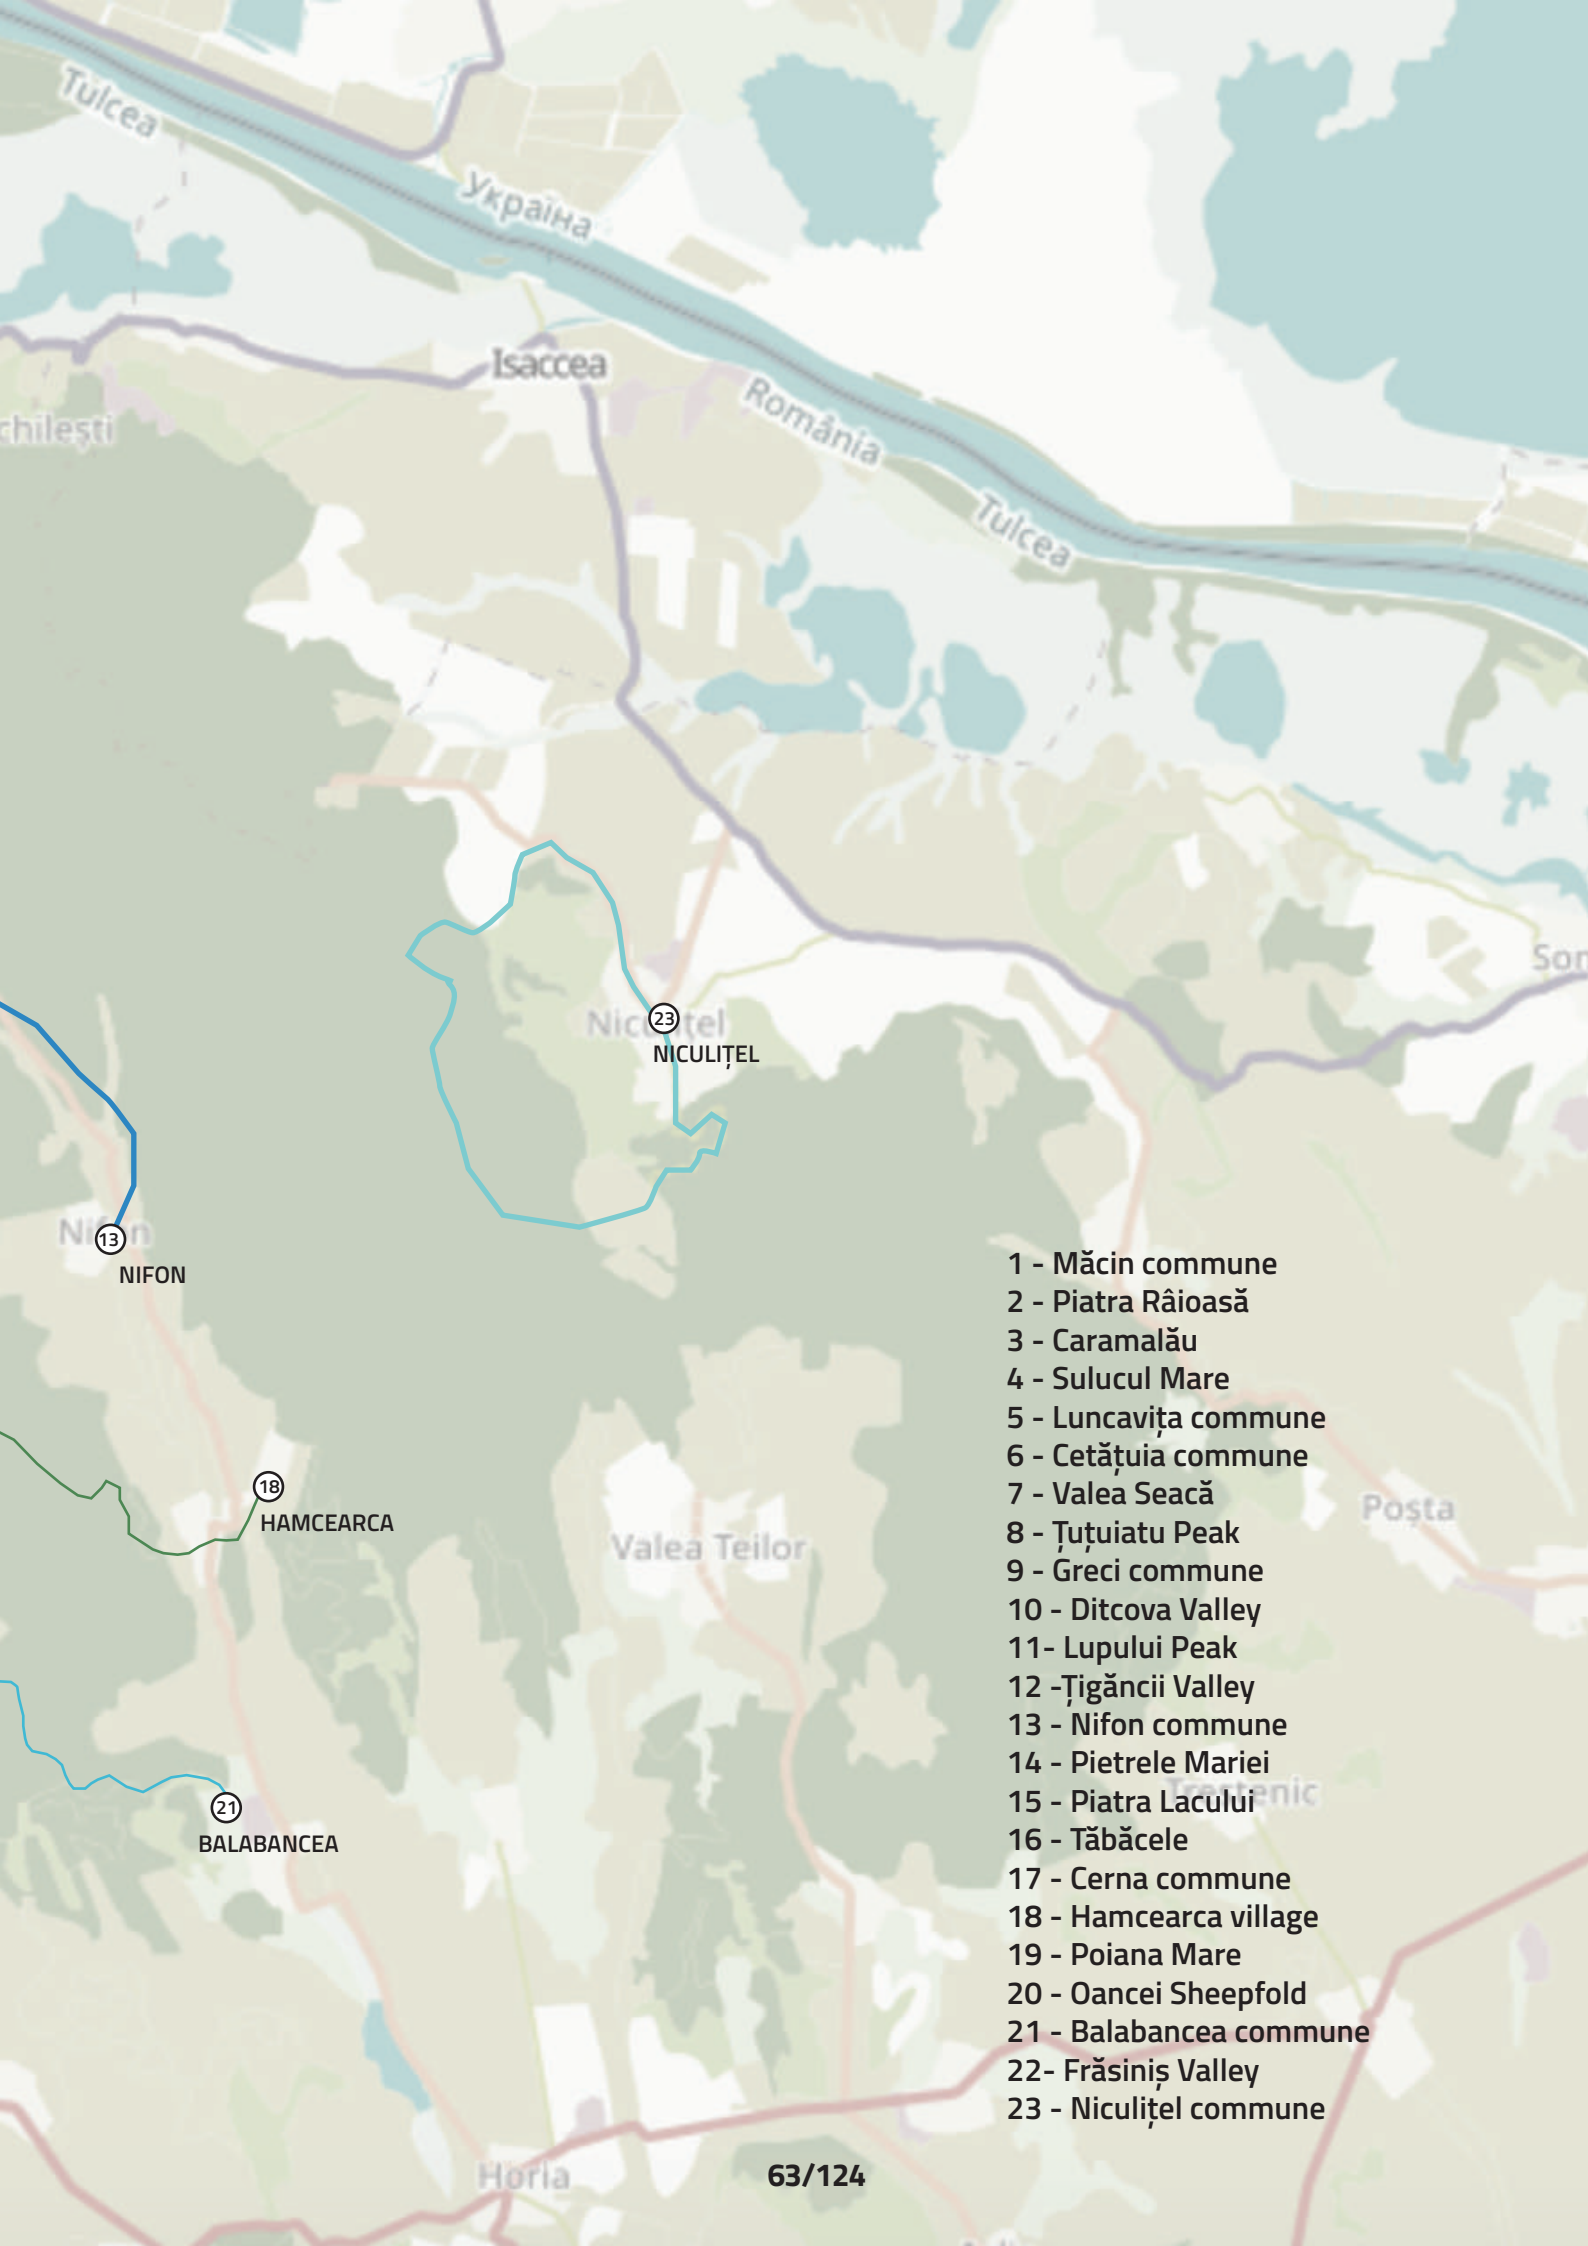 Tulcea
Україна
Isaccea
România
chilești
Tulcea
Son
Niculițel
23
NICULIȚEL
Nifon
13
NIFON
18
HAMCEARCA
Valea Teilor
Poșta
21
BALABANCEA
Trestenic
Horia
1 - Măcin commune
2 - Piatra Râioasă
3 - Caramalău
4 - Sulucul Mare
5 - Luncavița commune
6 - Cetățuia commune
7 - Valea Seacă
8 - Țuțuiatu Peak
9 - Greci commune
10 - Ditcova Valley
11- Lupului Peak
12 -Țigăncii Valley
13 - Nifon commune
14 - Pietrele Mariei
15 - Piatra Lacului
16 - Tăbăcele
17 - Cerna commune
18 - Hamcearca village
19 - Poiana Mare
20 - Oancei Sheepfold
21 - Balabancea commune
22- Frăsiniș Valley
23 - Niculițel commune
63/124